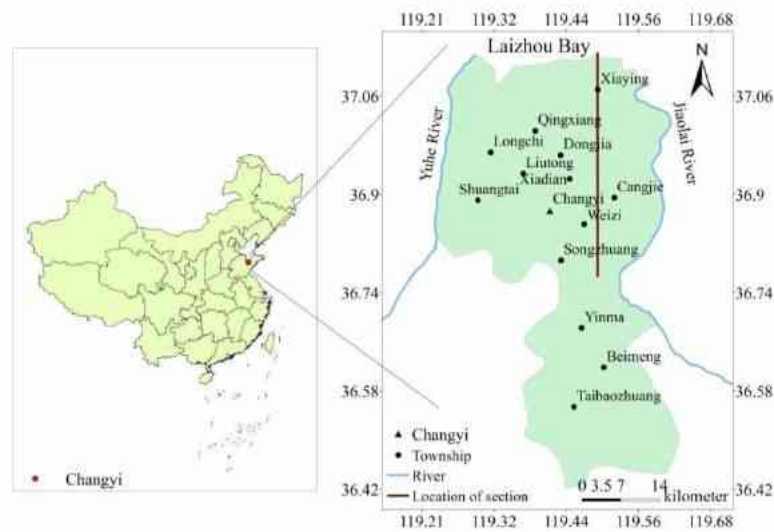 119.21 119.32 119.44 119.56 119.68
Laizhou Bay
N
Xiaying
37.06
37.06
Qingxiang
Yuhe River
Jiaolai River
Longchi
Dongjia
Liutong
Xiadian
Cangjie
36.9
36.9
Shuangtai
Changyi
Weizi
Songzhuang
36.74
36.74
Yinma
Beimeng
36.58
36.58
Taibaozhuang
Changyi
Township
River
Location of section
0 3.5 7 14
kilometer
36.42
36.42
119.21 119.32 119.44 119.56 119.68
Changyi